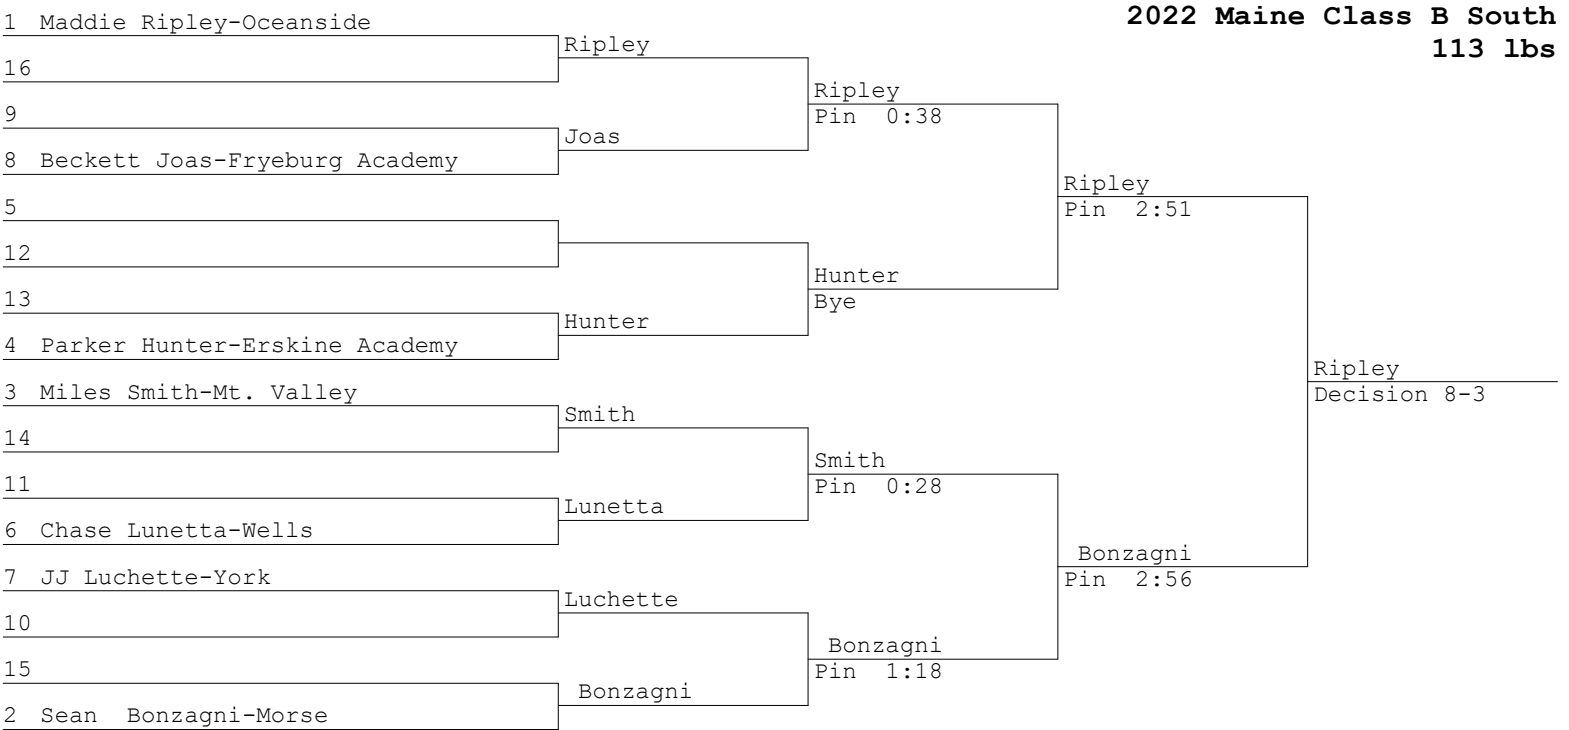 2022 Maine Class B South
113 lbs
1 Maddie Ripley-Oceanside
Ripley
16
Ripley
Pin 0:38
9
Joas
8 Beckett Joas-Fryeburg Academy
Ripley
Pin 2:51
5
12
Hunter
Bye
13
Hunter
4 Parker Hunter-Erskine Academy
Ripley
Decision 8-3
3 Miles Smith-Mt. Valley
Smith
14
Smith
Pin 0:28
11
Lunetta
6 Chase Lunetta-Wells
Bonzagni
Pin 2:56
7 JJ Luchette-York
Luchette
10
Bonzagni
Pin 1:18
15
Bonzagni
2 Sean Bonzagni-Morse